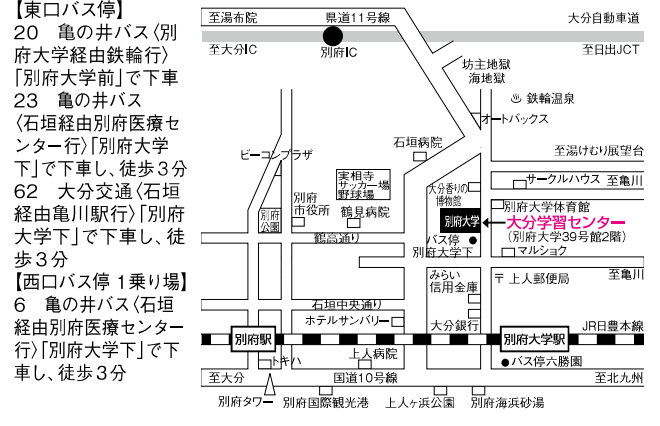 【東口バス停】
20 亀の井バス〈別
府大学経由鉄輪行〉
「別府大学前」で下車
23 亀の井バス
〈石垣経由別府医療セ
ンター行〉「別府大学
下」で下車し、徒歩3分
62 大分交通〈石垣
経由亀川駅行〉「別府
大学下」で下車し、徒
歩3分
【西口バス停 1乗り場】
6 亀の井バス〈石垣
経由別府医療センター
行〉「別府大学下」で下
車し、徒歩3分
至湯布院
県道11号線
大分自動車道
至大分IC
別府IC
至日出JCT
坊主地獄
海地獄
鉄輪温泉
オートバックス
石垣病院
ビーコンプラザ
至湯けむり展望台
実相寺
サッカー場
野球場
大分香りの
博物館
サークルハウス
至亀川
別府
市役所
鶴見病院
別府
公園
別府大学体育館
別府大学
大分学習センター
(別府大学39号館2階)
鶴高通り
バス停
別府大学下
マルショク
みらい
信用金庫
〒上人郵便局
至亀川
石垣中央通り
ホテルサンバリー
大分銀行
JR日豊本線
別府駅
別府大学駅
トキハ
上人病院
バス停六勝園
至大分
国道10号線
至北九州
別府タワー
別府国際観光港
上人ヶ浜公園
別府海浜砂湯